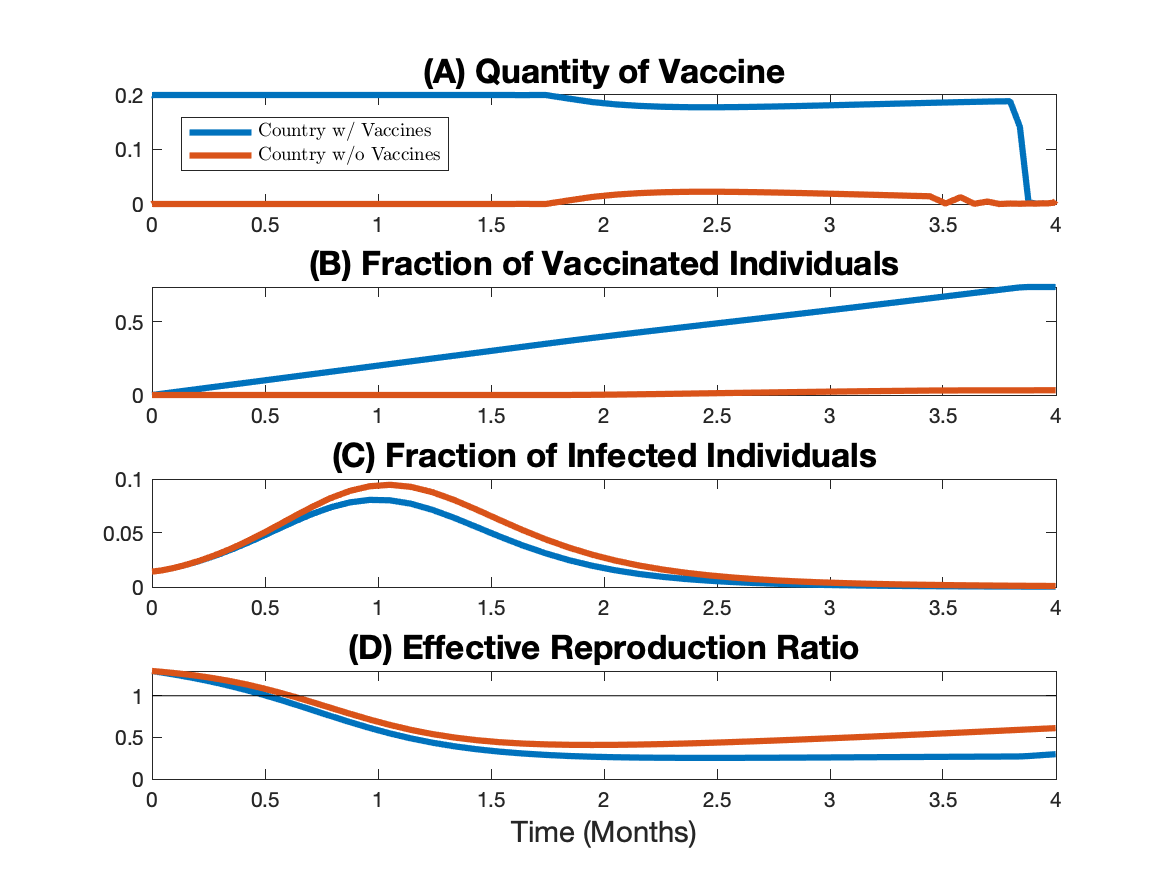 (A) Quantity of Vaccine
0.2
0.1
0
Country w/ Vaccines
Country w/o Vaccines
0 0.5 1 1.5 2 2.5 3 3.5 4
(B) Fraction of Vaccinated Individuals
0.5
0
0 0.5 1 1.5 2 2.5 3 3.5 4
(C) Fraction of Infected Individuals
0.1
0.05
0
0 0.5 1 1.5 2 2.5 3 3.5 4
(D) Effective Reproduction Ratio
1
0.5
0
0 0.5 1 1.5 2 2.5 3 3.5 4
Time (Months)